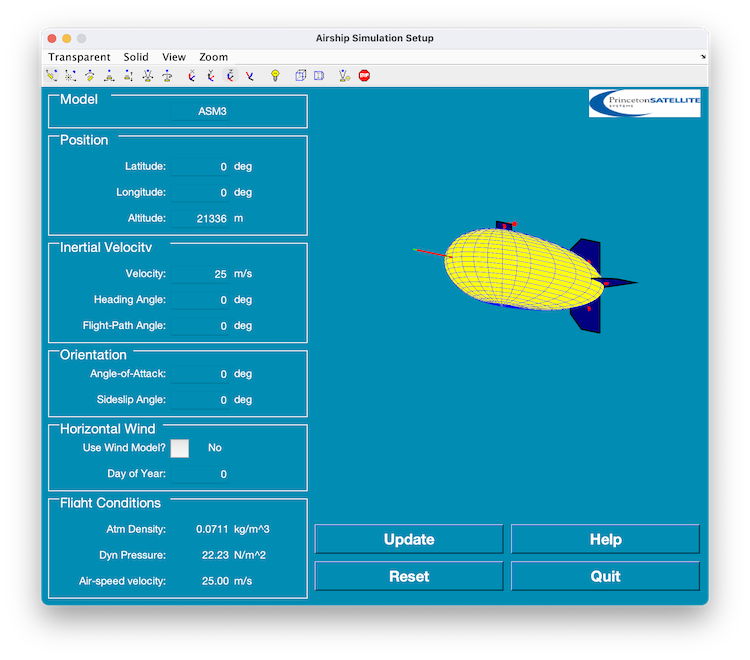 Airship Simulation Setup
Transparent Solid View Zoom
STOP
Model
ASM3
PrincetonSATELLITE
SYSTEMS
Position
Latitude: 0 deg
Longitude: 0 deg
Altitude: 21336 m
Inertial Velocity
Velocity: 25 m/s
Heading Angle: 0 deg
Flight-Path Angle: 0 deg
Orientation
Angle-of-Attack: 0 deg
Sideslip Angle: 0 deg
Horizontal Wind
Use Wind Model? No
Day of Year: 0
Flight Conditions
Atm Density: 0.0711 kg/m^3
Dyn Pressure: 22.23 N/m^2
Air-speed velocity: 25.00 m/s
Update Help
Reset Quit